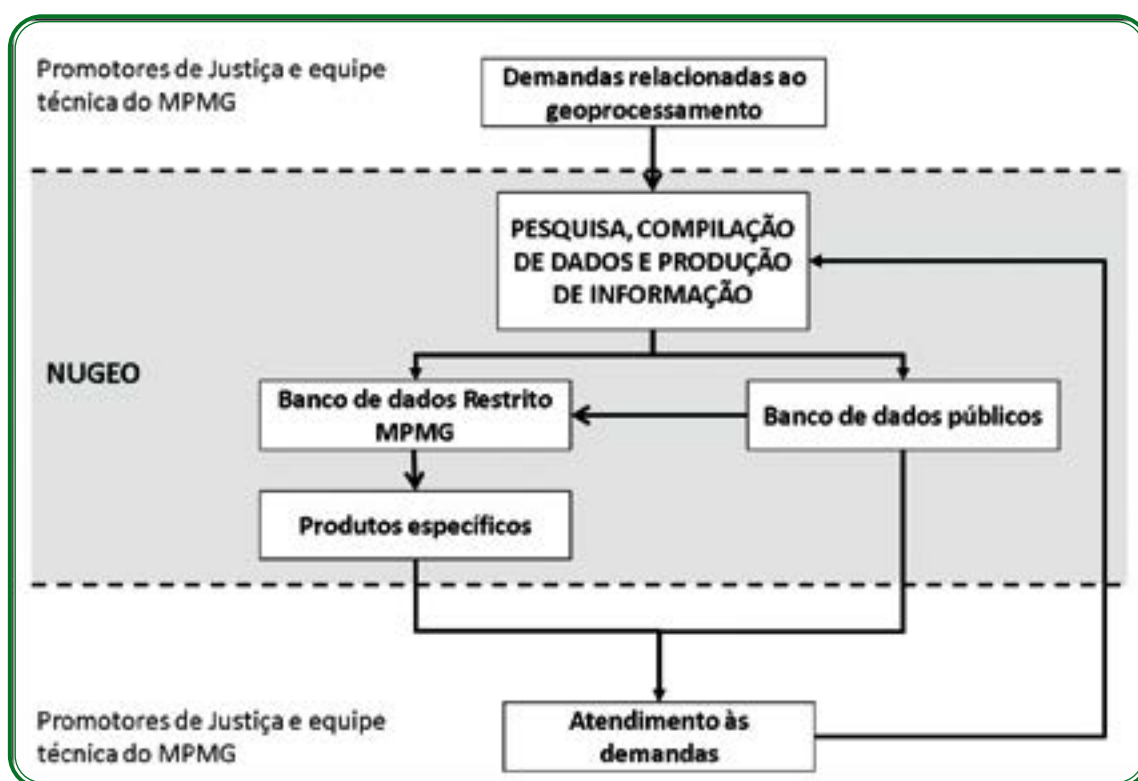 Promotores de Justiça e equipe
técnica do MPMG
Demandas relacionadas ao
geoprocessamento
PESQUISA, COMPILAÇÃO
DE DADOS E PRODUÇÃO
DE INFORMAÇÃO
NUGEO
Banco de dados Restrito
MPMG
Banco de dados públicos
Produtos específicos
Promotores de Justiça e equipe
técnica do MPMG
Atendimento às
demandas